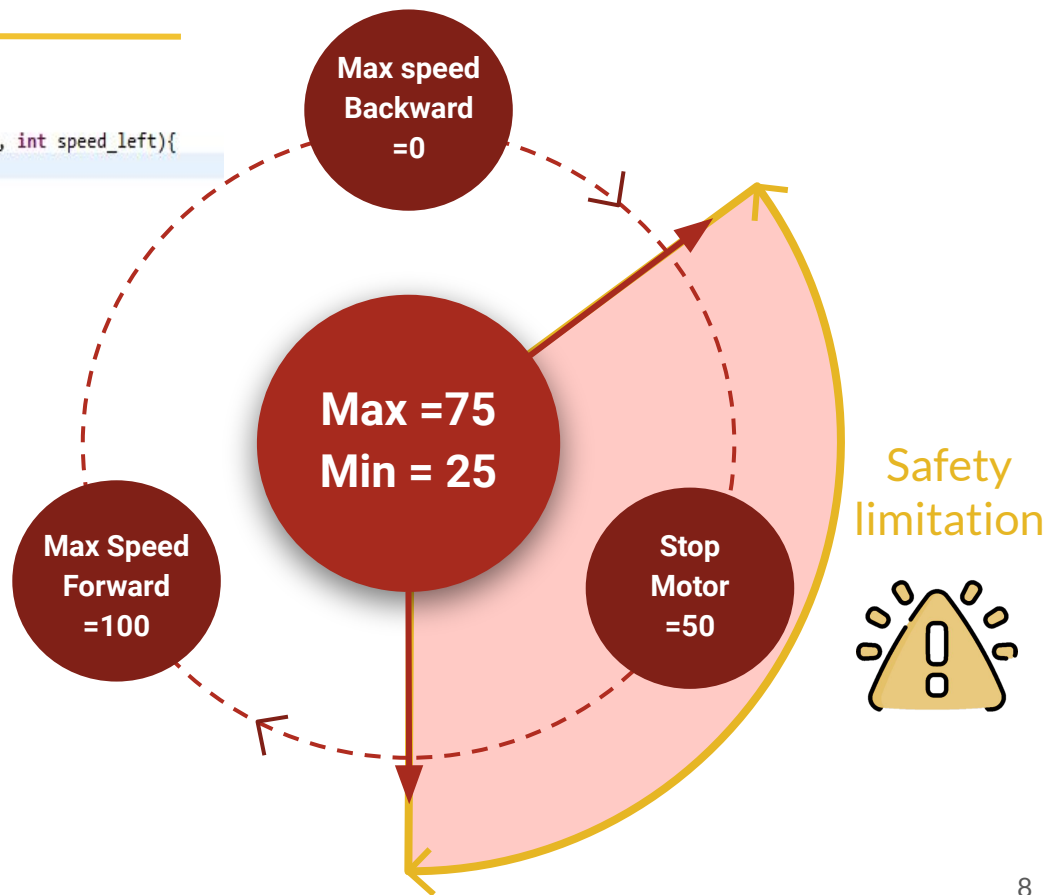 , int speed_left){
Max speed
Backward
=0
Max =75
Min = 25
Safety
limitation
Max Speed
Forward
=100
Stop
Motor
=50
8